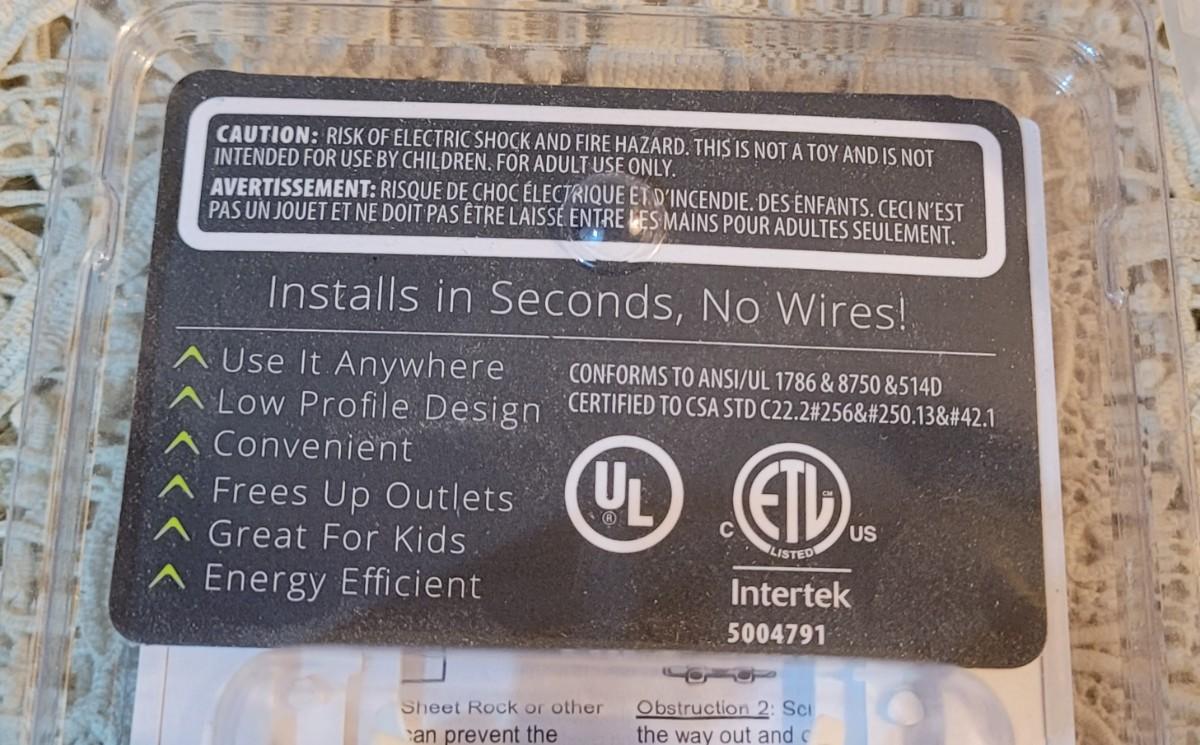 CAUTION: RISK OF ELECTRIC SHOCK AND FIRE HAZARD. THIS IS NOT A TOY AND IS NOT
INTENDED FOR USE BY CHILDREN. FOR ADULT USE ONLY.
AVERTISSEMENT: RISQUE DE CHOC ÉLECTRIQUE ET D'INCENDIE. DES ENFANTS. CECI N'EST
PAS UN JOUET ET NE DOIT PAS ÊTRE LAISSÉ ENTRE LES MAINS POUR ADULTES SEULEMENT.
Installs in Seconds, No Wires!
Use It Anywhere
Low Profile Design
Convenient
Frees Up Outlets
Great For Kids
Energy Efficient
CONFORMS TO ANSI/UL 1786 & 8750 &514D
CERTIFIED TO CSA STD C22.2#256&#250.13&#42.1
UL
®
ETL
CM
C
US
LISTED
Intertek
5004791
Sheet Rock or other
can prevent the
Obstruction 2:
the way out and